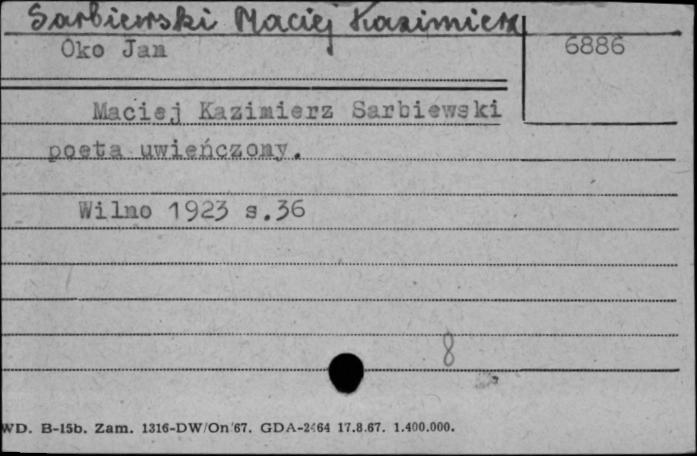 Sarbiewski Maciej Kazimierz
Oko Jan
6886
Maciej Kazimierz Sarbiewski
poeta uwieńczony.
Wilno 1923 s.36
8
WD. B-15b. Zam. 1316-DW/On/67. GDA-2464 17.8.67. 1.400.000.